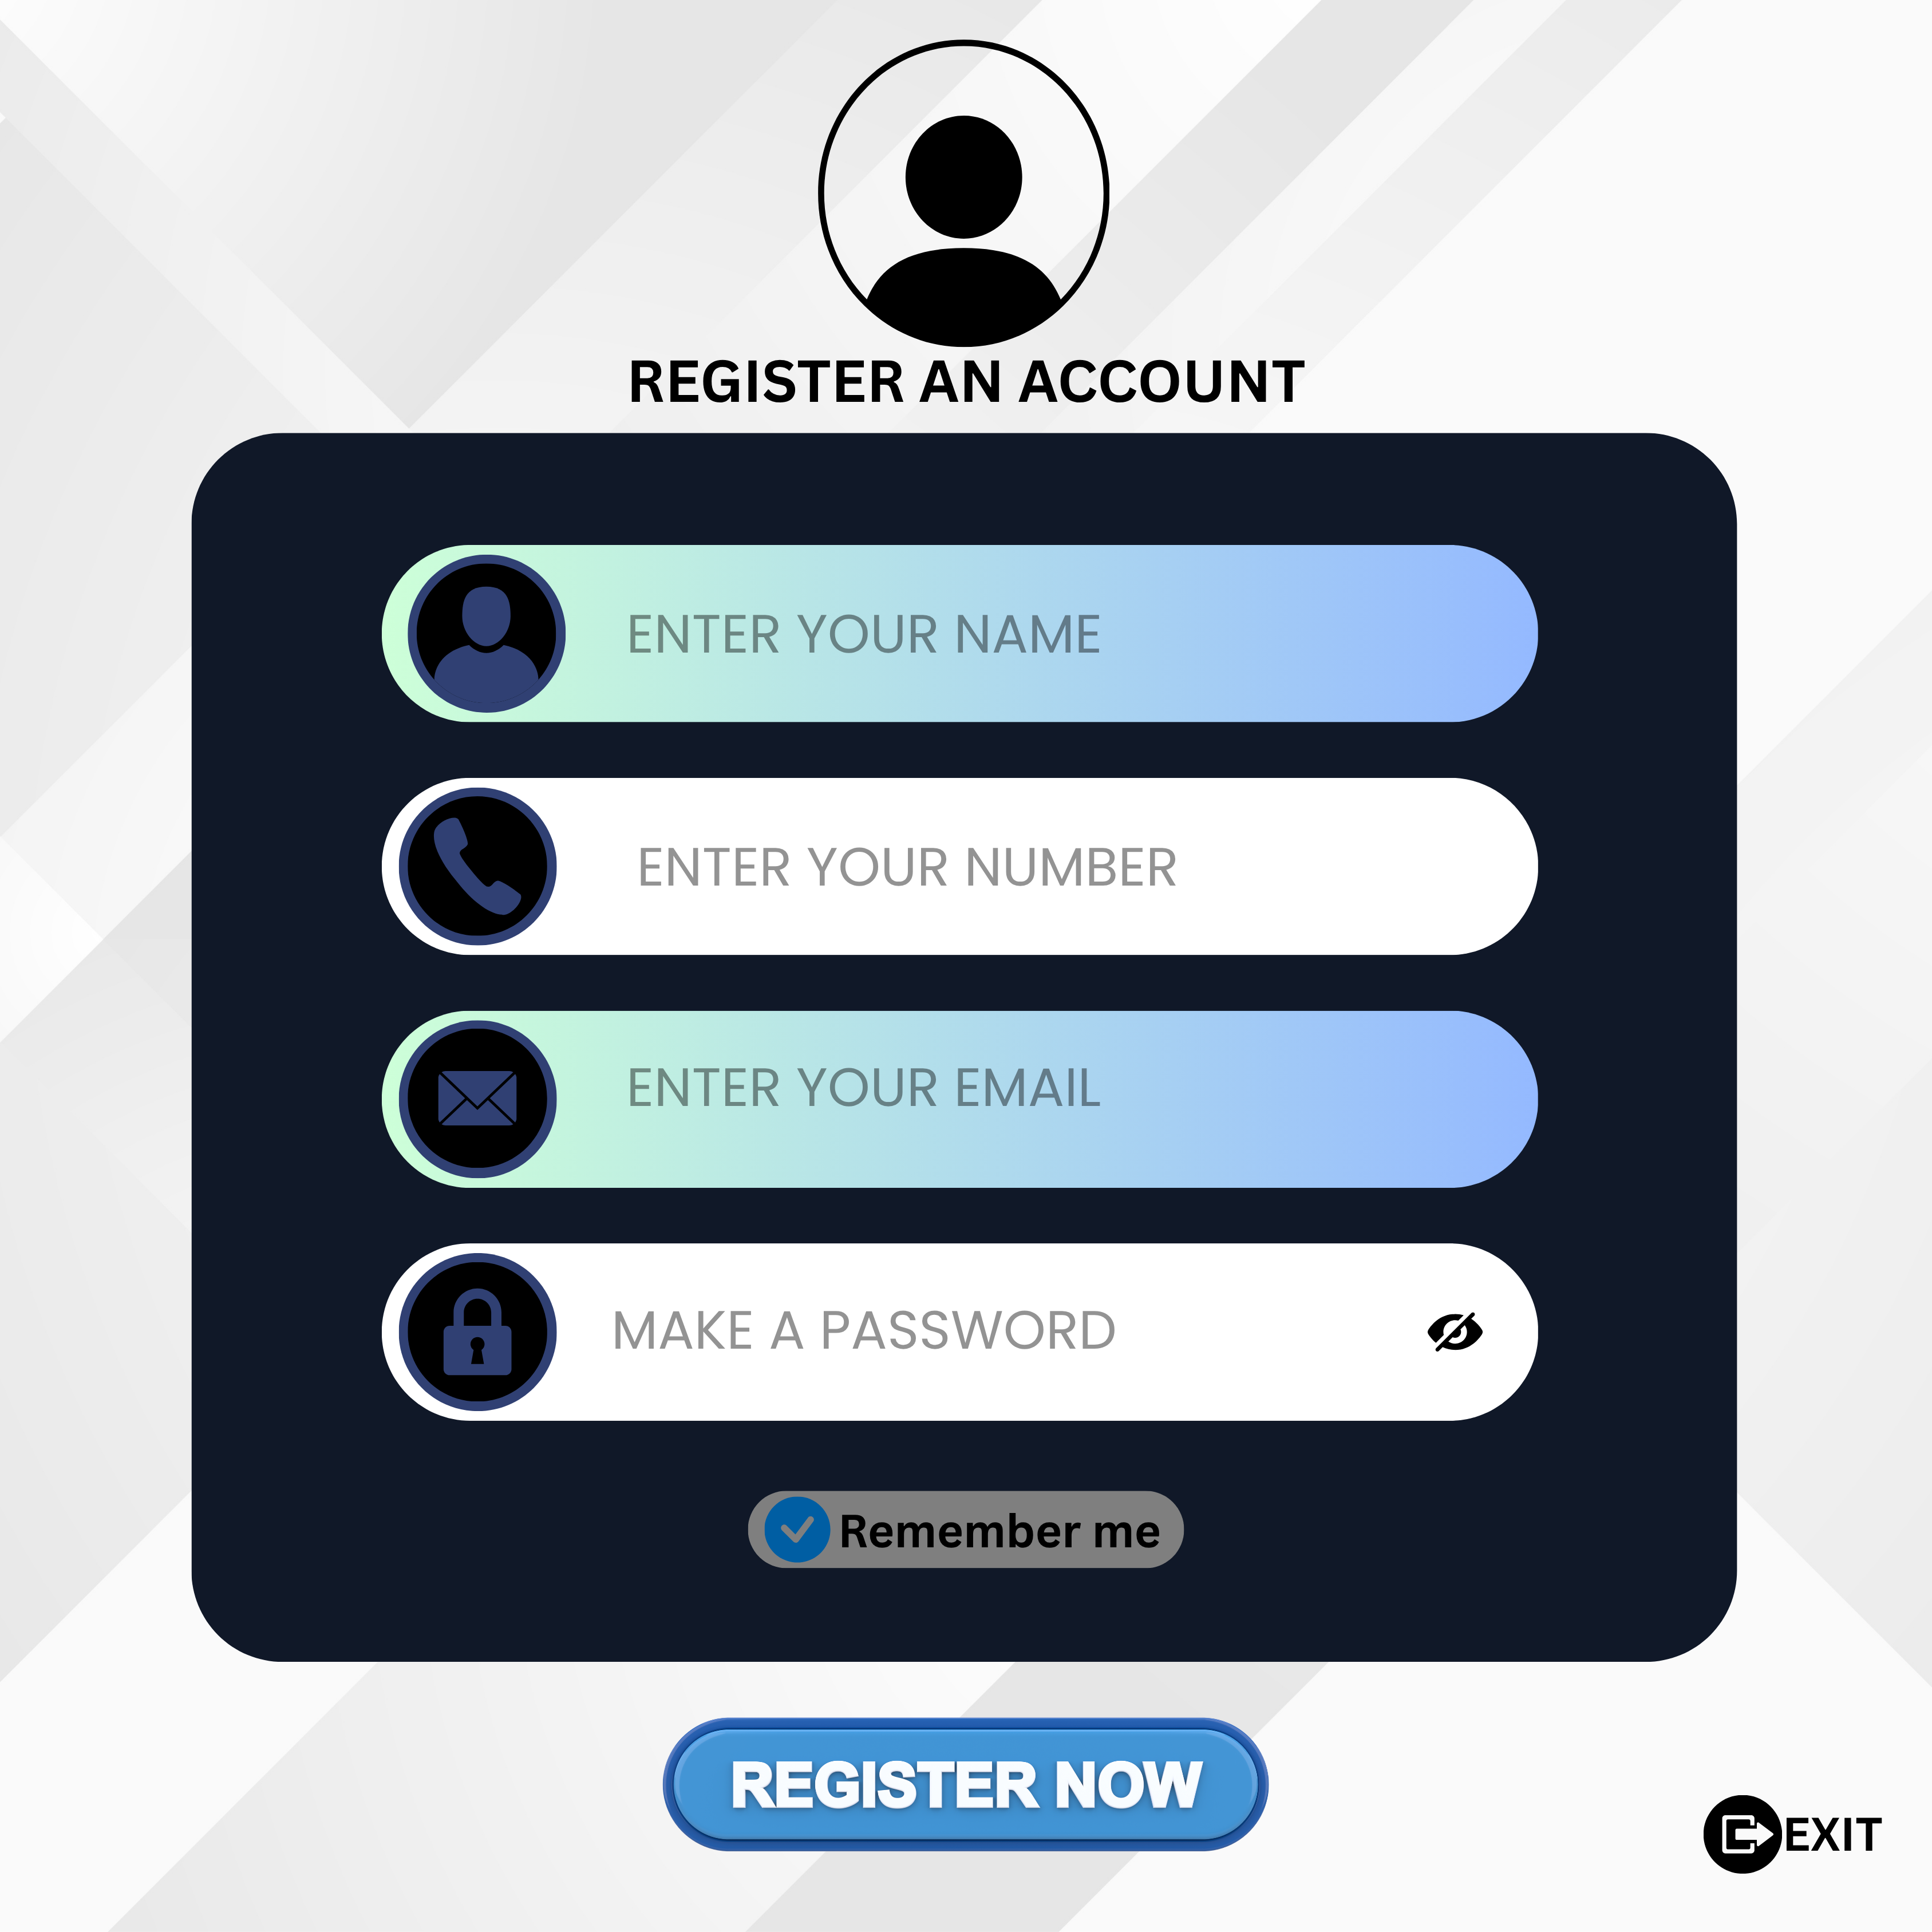 REGISTER AN ACCOUNT
ENTER YOUR NAME
ENTER YOUR NUMBER
ENTER YOUR EMAIL
MAKE A PASSWORD
Remember me
REGISTER NOW
EXIT